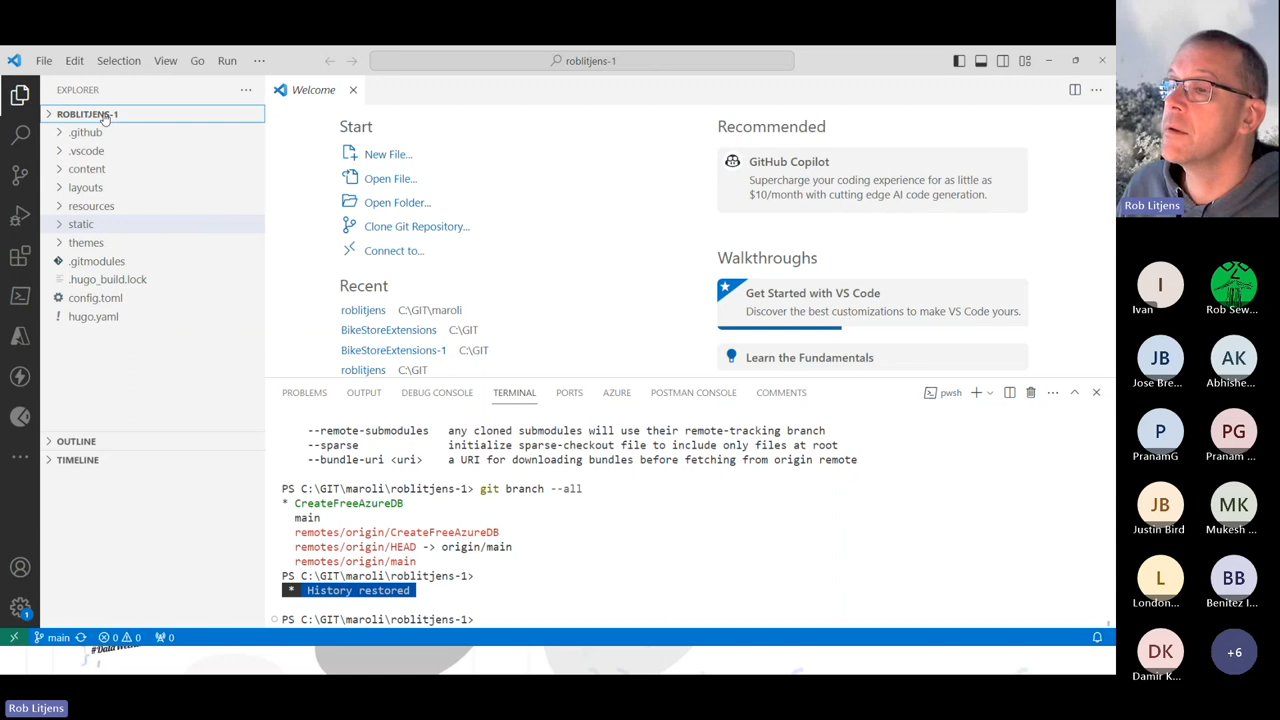 File Edit Selection View Go Run ··· roblitjens-1
EXPLORER ···
Welcome
ROBLITJENS-1
.github
.vscode
content
layouts
resources
static
themes
.gitmodules
.hugo_build.lock
config.toml
hugo.yaml
OUTLINE
TIMELINE
Start
New File...
Open File...
Open Folder...
Clone Git Repository...
Connect to...
Recent
roblitjens C:\GIT\maroli
BikeStoreExtensions C:\GIT
BikeStoreExtensions-1 C:\GIT
roblitjens C:\GIT
Recommended
GitHub Copilot
Supercharge your coding experience for as little as
$10/month with cutting edge AI code generation.
Walkthroughs
Get Started with VS Code
Discover the best customizations to make VS Code yours.
Learn the Fundamentals
PROBLEMS OUTPUT DEBUG CONSOLE TERMINAL PORTS AZURE POSTMAN CONSOLE COMMENTS
pwsh
--remote-submodules any cloned submodules will use their remote-tracking branch
--sparse initialize sparse-checkout file to include only files at root
--bundle-uri <uri> a URI for downloading bundles before fetching from origin remote
PS C:\GIT\maroli\roblitjens-1> git branch --all
* CreateFreeAzureDB
main
remotes/origin/CreateFreeAzureDB
remotes/origin/HEAD -> origin/main
remotes/origin/main
PS C:\GIT\maroli\roblitjens-1>
* History restored
PS C:\GIT\maroli\roblitjens-1>
1
main 0 0 0
Rob Litjens
I
Ivan
Rob Sew...
JB
Jose Bre...
AK
Abhishe...
P
PranamG
PG
Pranam ...
JB
Justin Bird
MK
Mukesh ...
L
London...
BB
Benitez I...
DK
Damir K...
+6
Rob Litjens